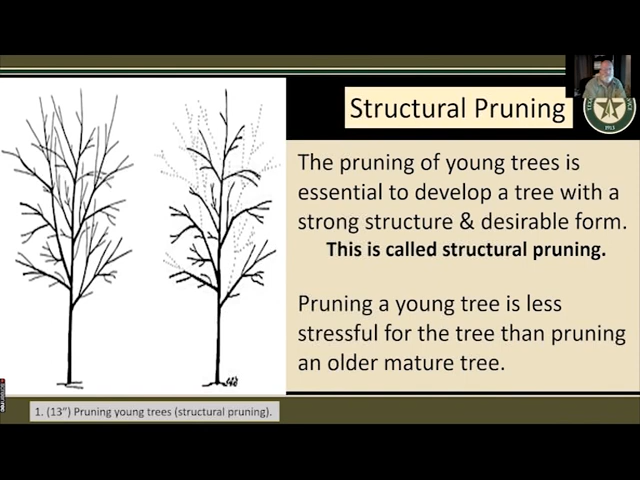 Structural Pruning
1915
The pruning of young trees is
essential to develop a tree with a
strong structure & desirable form.
This is called structural pruning.
Pruning a young tree is less
stressful for the tree than pruning
an older mature tree.
1. (13") Pruning young trees (structural pruning).